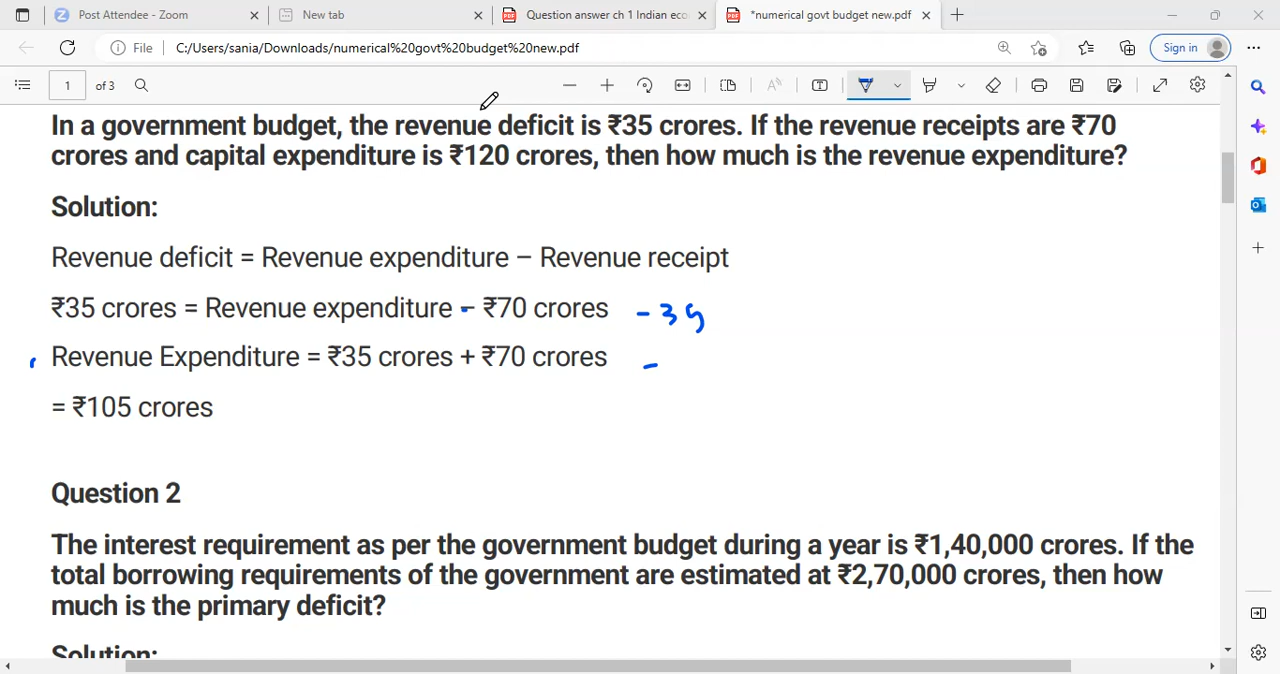 Post Attendee - Zoom
New tab
Question answer ch 1 Indian eco
*numerical govt budget new.pdf
File
C:/Users/sania/Downloads/numerical%20govt%20budget%20new.pdf
Sign in
1 of 3
In a government budget, the revenue deficit is ₹35 crores. If the revenue receipts are ₹70
crores and capital expenditure is ₹120 crores, then how much is the revenue expenditure?
Solution:
Revenue deficit = Revenue expenditure – Revenue receipt
₹35 crores = Revenue expenditure – ₹70 crores - 35
Revenue Expenditure = ₹35 crores + ₹70 crores -
= ₹105 crores
Question 2
The interest requirement as per the government budget during a year is ₹1,40,000 crores. If the
total borrowing requirements of the government are estimated at ₹2,70,000 crores, then how
much is the primary deficit?
Solution: